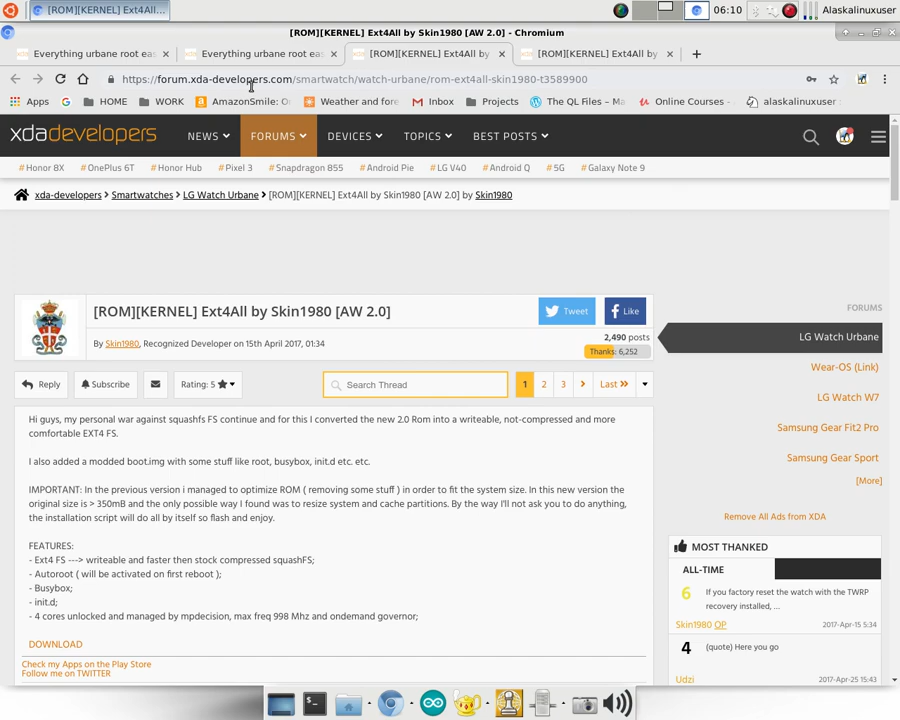 [ROM][KERNEL] Ext4All...
06:10
Alaskalinuxuser
[ROM][KERNEL] Ext4All by Skin1980 [AW 2.0] - Chromium
Everything urbane root eas
Everything urbane root eas
[ROM][KERNEL] Ext4All by
[ROM][KERNEL] Ext4All by
https://forum.xda-developers.com/smartwatch/watch-urbane/rom-ext4all-skin1980-t3589900
Apps HOME WORK AmazonSmile: O Weather and fore Inbox Projects The QL Files – Ma Online Courses - alaskalinuxuser
xdadevelopers NEWS FORUMS DEVICES TOPICS BEST POSTS
#Honor 8X #OnePlus 6T #Honor Hub #Pixel 3 #Snapdragon 855 #Android Pie #LG V40 #Android Q #5G #Galaxy Note 9
xda-developers > Smartwatches > LG Watch Urbane > [ROM][KERNEL] Ext4All by Skin1980 [AW 2.0] by Skin1980
[ROM][KERNEL] Ext4All by Skin1980 [AW 2.0]
Tweet
Like
By Skin1980, Recognized Developer on 15th April 2017, 01:34
2,490 posts
Thanks: 6,252
Reply Subscribe Rating: 5 Search Thread 1 2 3 > Last >>
Hi guys, my personal war against squashfs FS continue and for this I converted the new 2.0 Rom into a writeable, not-compressed and more
comfortable EXT4 FS.
I also added a modded boot.img with some stuff like root, busybox, init.d etc. etc.
IMPORTANT: In the previous version i managed to optimize ROM ( removing some stuff ) in order to fit the system size. In this new version the
original size is > 350mB and the only possible way I found was to resize system and cache partitions. By the way I'll not ask you to do anything,
the installation script will do all by itself so flash and enjoy.
FEATURES:
- Ext4 FS ---> writeable and faster then stock compressed squashFS;
- Autoroot ( will be activated on first reboot );
- Busybox;
- init.d;
- 4 cores unlocked and managed by mpdecision, max freq 998 Mhz and ondemand governor;
DOWNLOAD
Check my Apps on the Play Store
Follow me on TWITTER
FORUMS
LG Watch Urbane
Wear-OS (Link)
LG Watch W7
Samsung Gear Fit2 Pro
Samsung Gear Sport
[More]
Remove All Ads from XDA
MOST THANKED
ALL-TIME
6 If you factory reset the watch with the TWRP
recovery installed, ...
Skin1980 OP 2017-Apr-15 5:34
4 (quote) Here you go
Udzi 2017-Apr-25 15:43